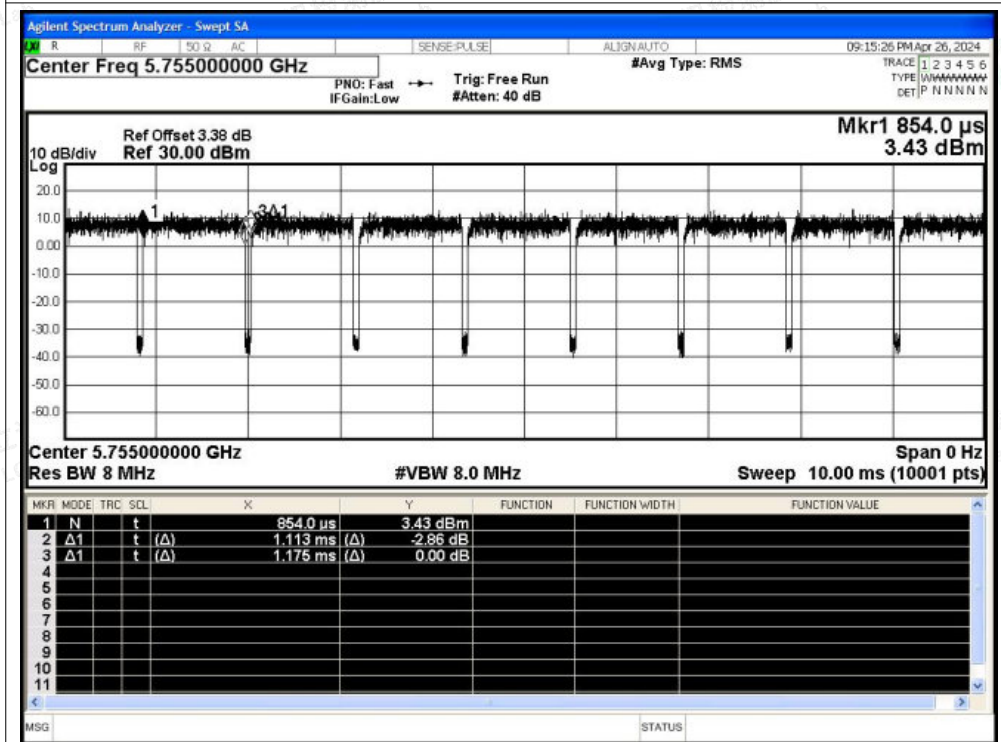 Agilent Spectrum Analyzer - Swept SA
LXI R RF 50 Ω AC SENSE:PULSE ALIGNAUTO 09:15:26 PM Apr 26, 2024
Center Freq 5.755000000 GHz
PNO: Fast
IFGain:Low
Trig: Free Run
#Atten: 40 dB
#Avg Type: RMS
TRACE 1 2 3 4 5 6
TYPE WWWWWW
DET P N N N N N
Mkr1 854.0 µs
3.43 dBm
Ref Offset 3.38 dB
10 dB/div Ref 30.00 dBm
Log
20.0
10.0
0.00
-10.0
-20.0
-30.0
-40.0
-50.0
-60.0
1
3Δ1
Center 5.755000000 GHz Span 0 Hz
Res BW 8 MHz #VBW 8.0 MHz Sweep 10.00 ms (10001 pts)
MKR MODE TRC SCL X Y FUNCTION FUNCTION WIDTH FUNCTION VALUE
1 N t 854.0 µs 3.43 dBm
2 Δ1 t (Δ) 1.113 ms (Δ) -2.86 dB
3 Δ1 t (Δ) 1.175 ms (Δ) 0.00 dB
4
5
6
7
8
9
10
11
MSG STATUS